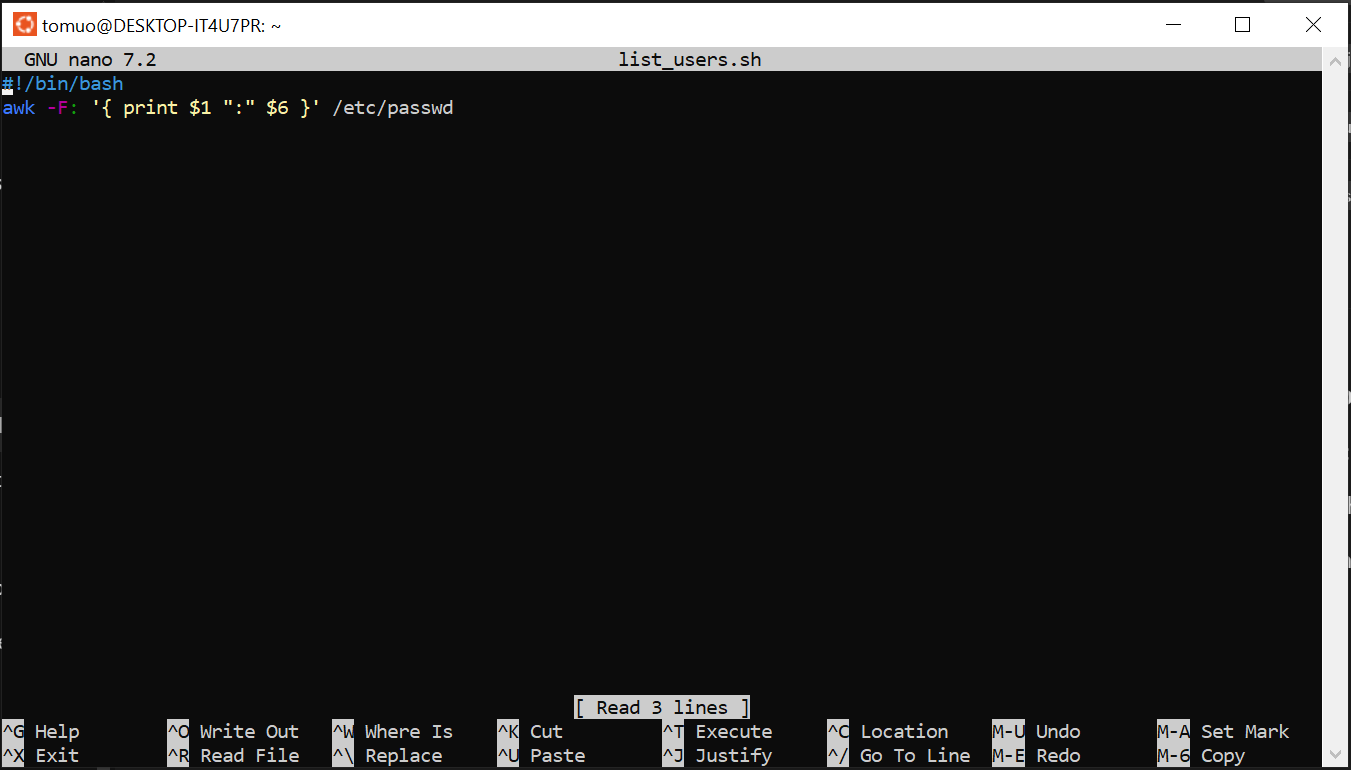 tomuo@DESKTOP-IT4U7PR: ~
GNU nano 7.2 list_users.sh
#!/bin/bash
awk -F: '{ print $1 ":" $6 }' /etc/passwd
[ Read 3 lines ]
^G Help ^O Write Out ^W Where Is ^K Cut ^T Execute ^C Location M-U Undo M-A Set Mark
^X Exit ^R Read File ^\ Replace ^U Paste ^J Justify ^/ Go To Line M-E Redo M-6 Copy